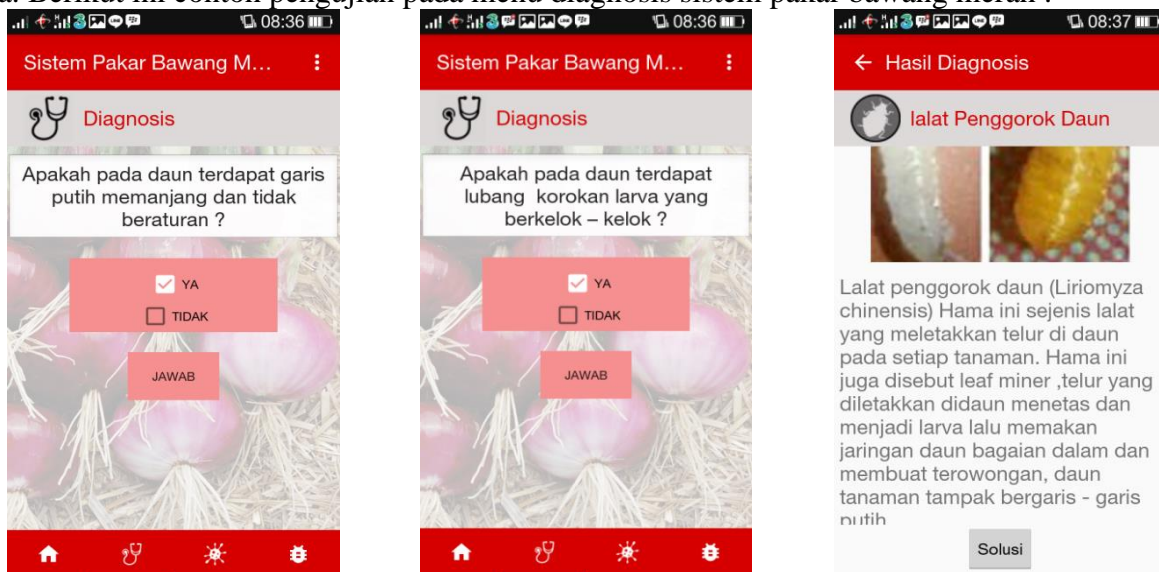 a. Berikut ini contoh pengujian pada menu diagnosis sistem pakar bawang merah :
08:36
Sistem Pakar Bawang M...
Diagnosis
Apakah pada daun terdapat garis
putih memanjang dan tidak
beraturan ?
YA
TIDAK
JAWAB
08:36
Sistem Pakar Bawang M...
Diagnosis
Apakah pada daun terdapat
lubang korokan larva yang
berkelok – kelok ?
YA
TIDAK
JAWAB
08:37
Hasil Diagnosis
lalat Penggorok Daun
Lalat penggorok daun (Liriomyza
chinensis) Hama ini sejenis lalat
yang meletakkan telur di daun
pada setiap tanaman. Hama ini
juga disebut leaf miner ,telur yang
diletakkan didaun menetas dan
menjadi larva lalu memakan
jaringan daun bagaian dalam dan
membuat terowongan, daun
tanaman tampak bergaris - garis
putih
Solusi